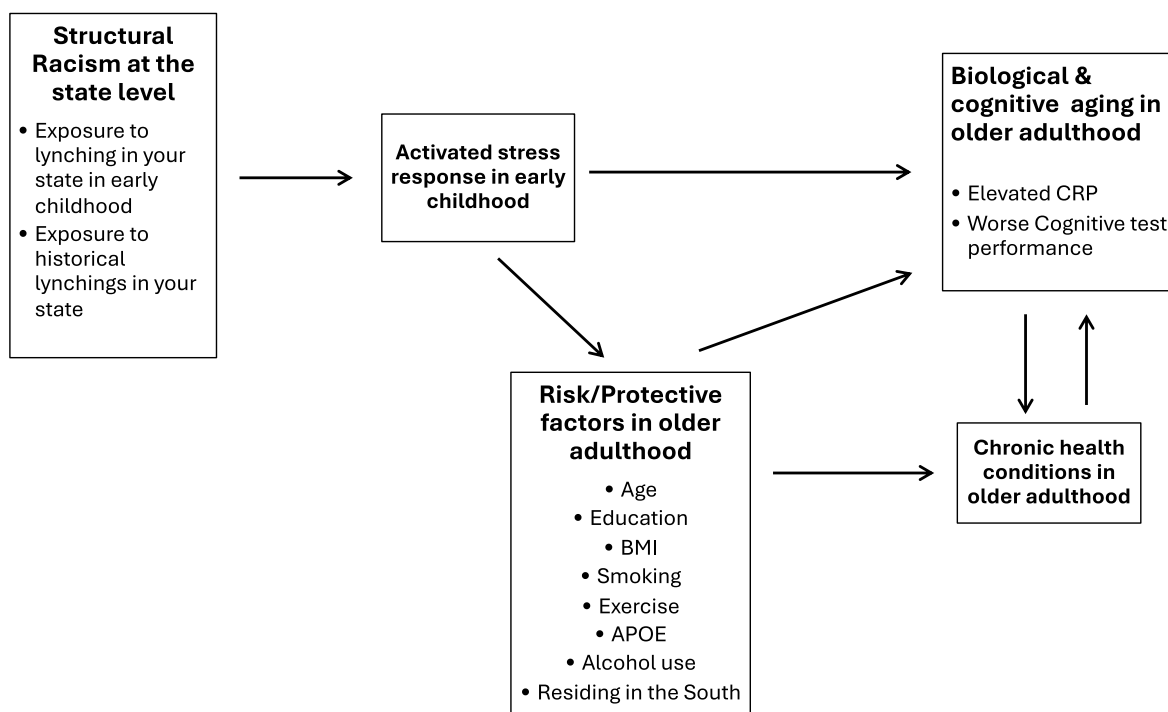 Structural
Racism at the
state level
• Exposure to
lynching in your
state in early
childhood
• Exposure to
historical
lynchings in your
state
Activated stress
response in early
childhood
Biological &
cognitive aging in
older adulthood
• Elevated CRP
• Worse Cognitive test
performance
Risk/Protective
factors in older
adulthood
• Age
• Education
• BMI
• Smoking
• Exercise
• APOE
• Alcohol use
• Residing in the South
Chronic health
conditions in
older adulthood